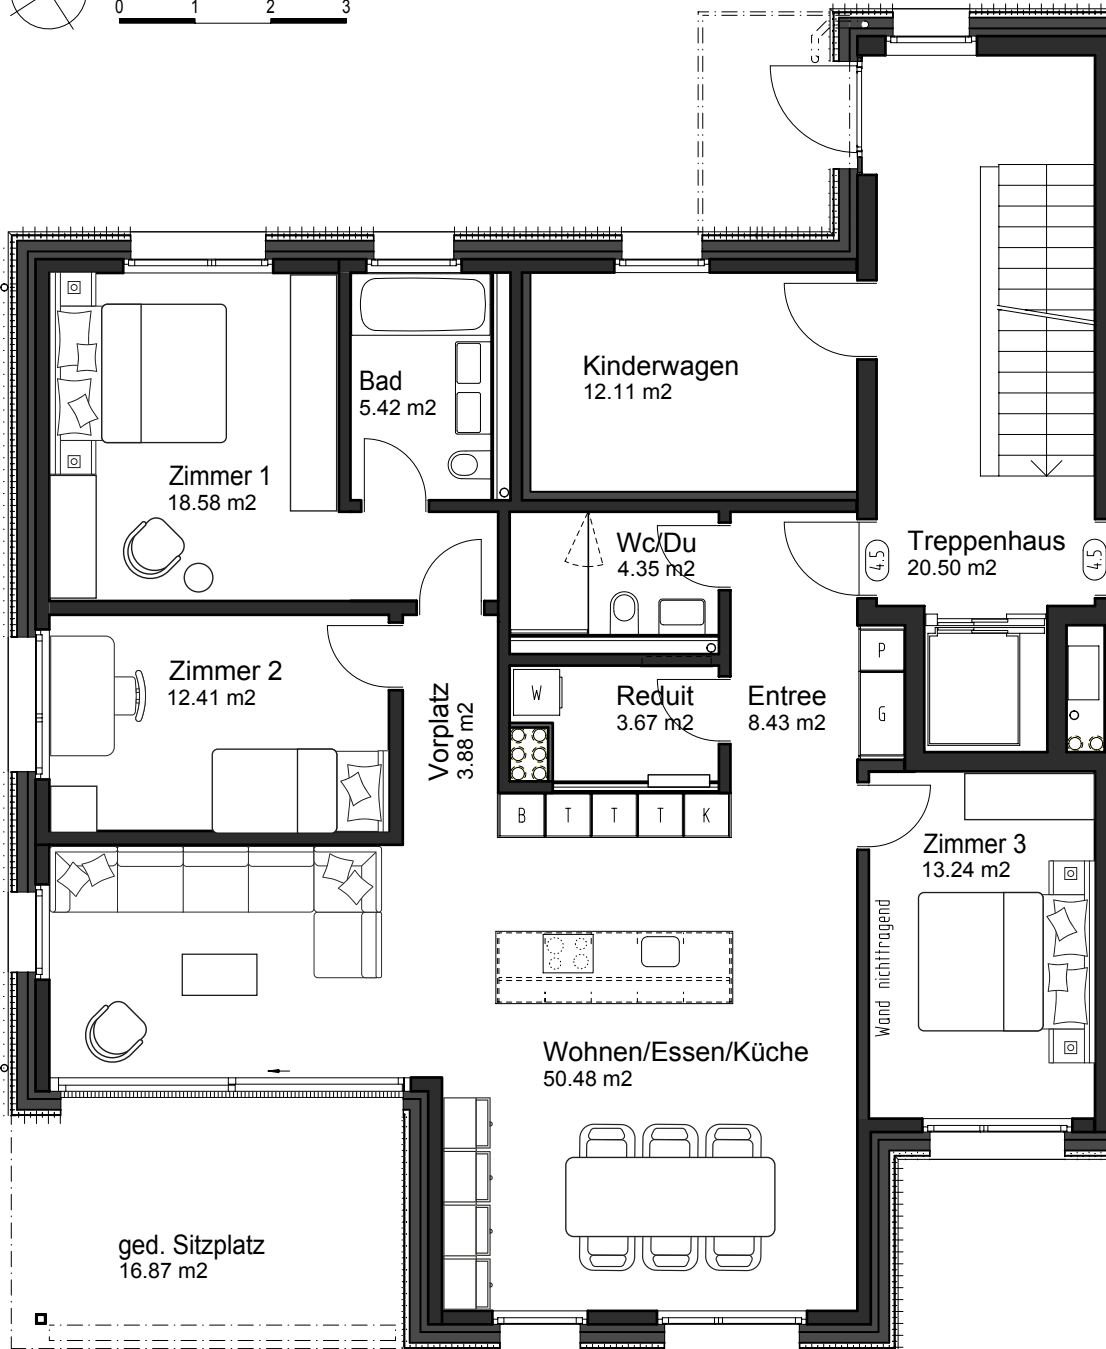 0 1 2 3
Kinderwagen
12.11 m2
Bad
5.42 m2
Zimmer 1
18.58 m2
Wc/Du
4.35 m2
4.5
Treppenhaus
20.50 m2
4.5
Zimmer 2
12.41 m2
Vorplatz
3.88 m2
W
Reduit
3.67 m2
Entree
8.43 m2
P
G
B T T T K
Zimmer 3
13.24 m2
Wand nichttragend
Wohnen/Essen/Küche
50.48 m2
ged. Sitzplatz
16.87 m2